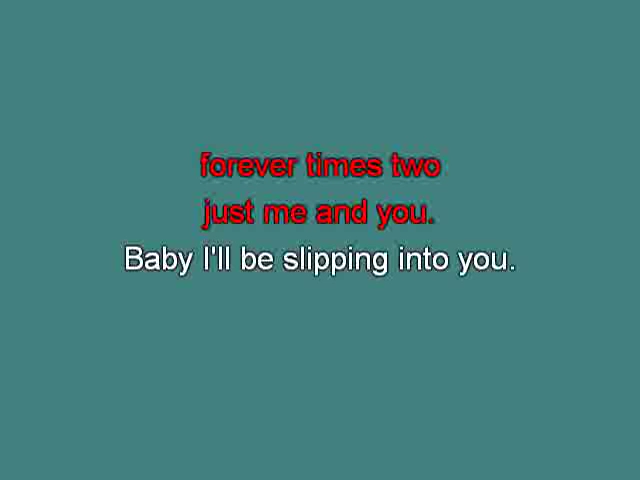 forever times two
just me and you.
Baby I'll be slipping into you.